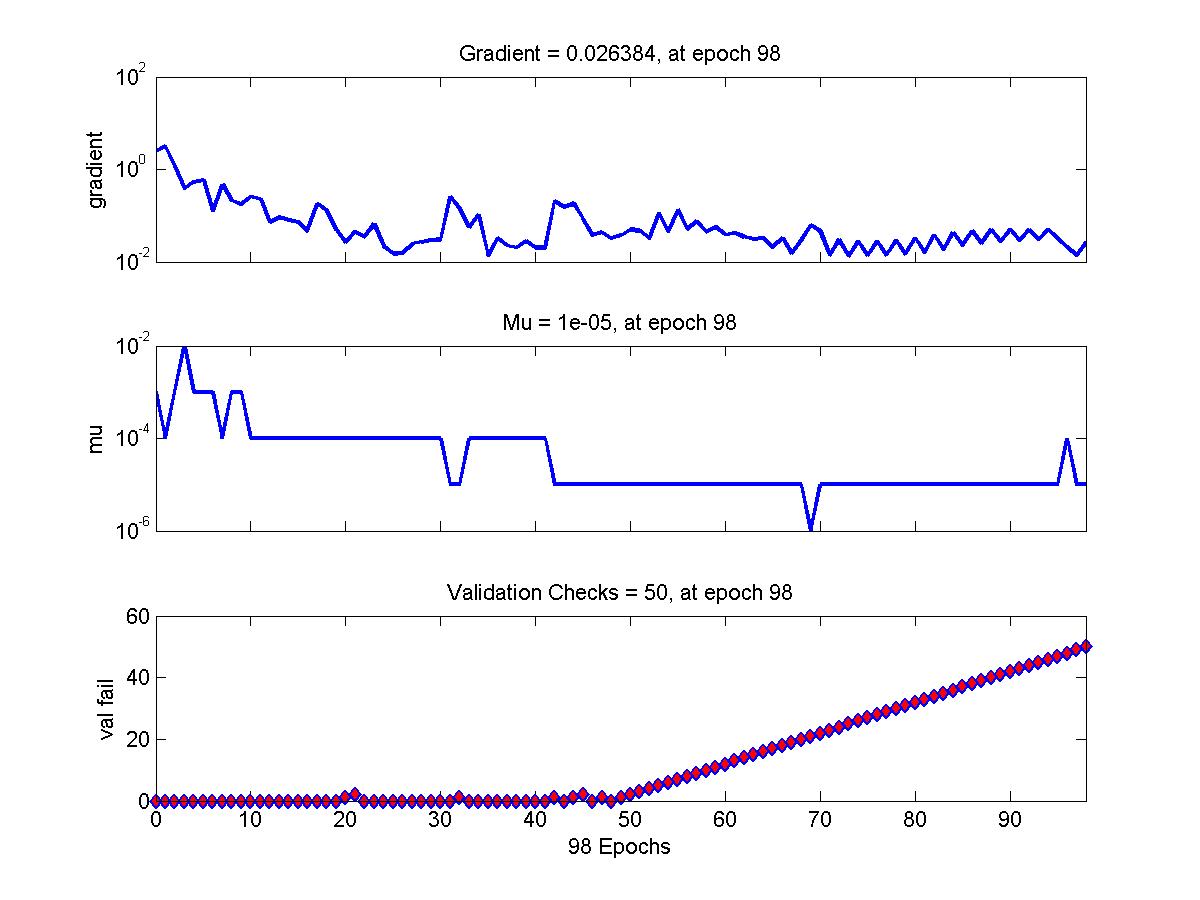 Gradient = 0.026384, at epoch 98
10^2
10^0
10^-2
gradient
Mu = 1e-05, at epoch 98
10^-2
10^-4
10^-6
mu
Validation Checks = 50, at epoch 98
60
40
20
0
val fail
0 10 20 30 40 50 60 70 80 90
98 Epochs